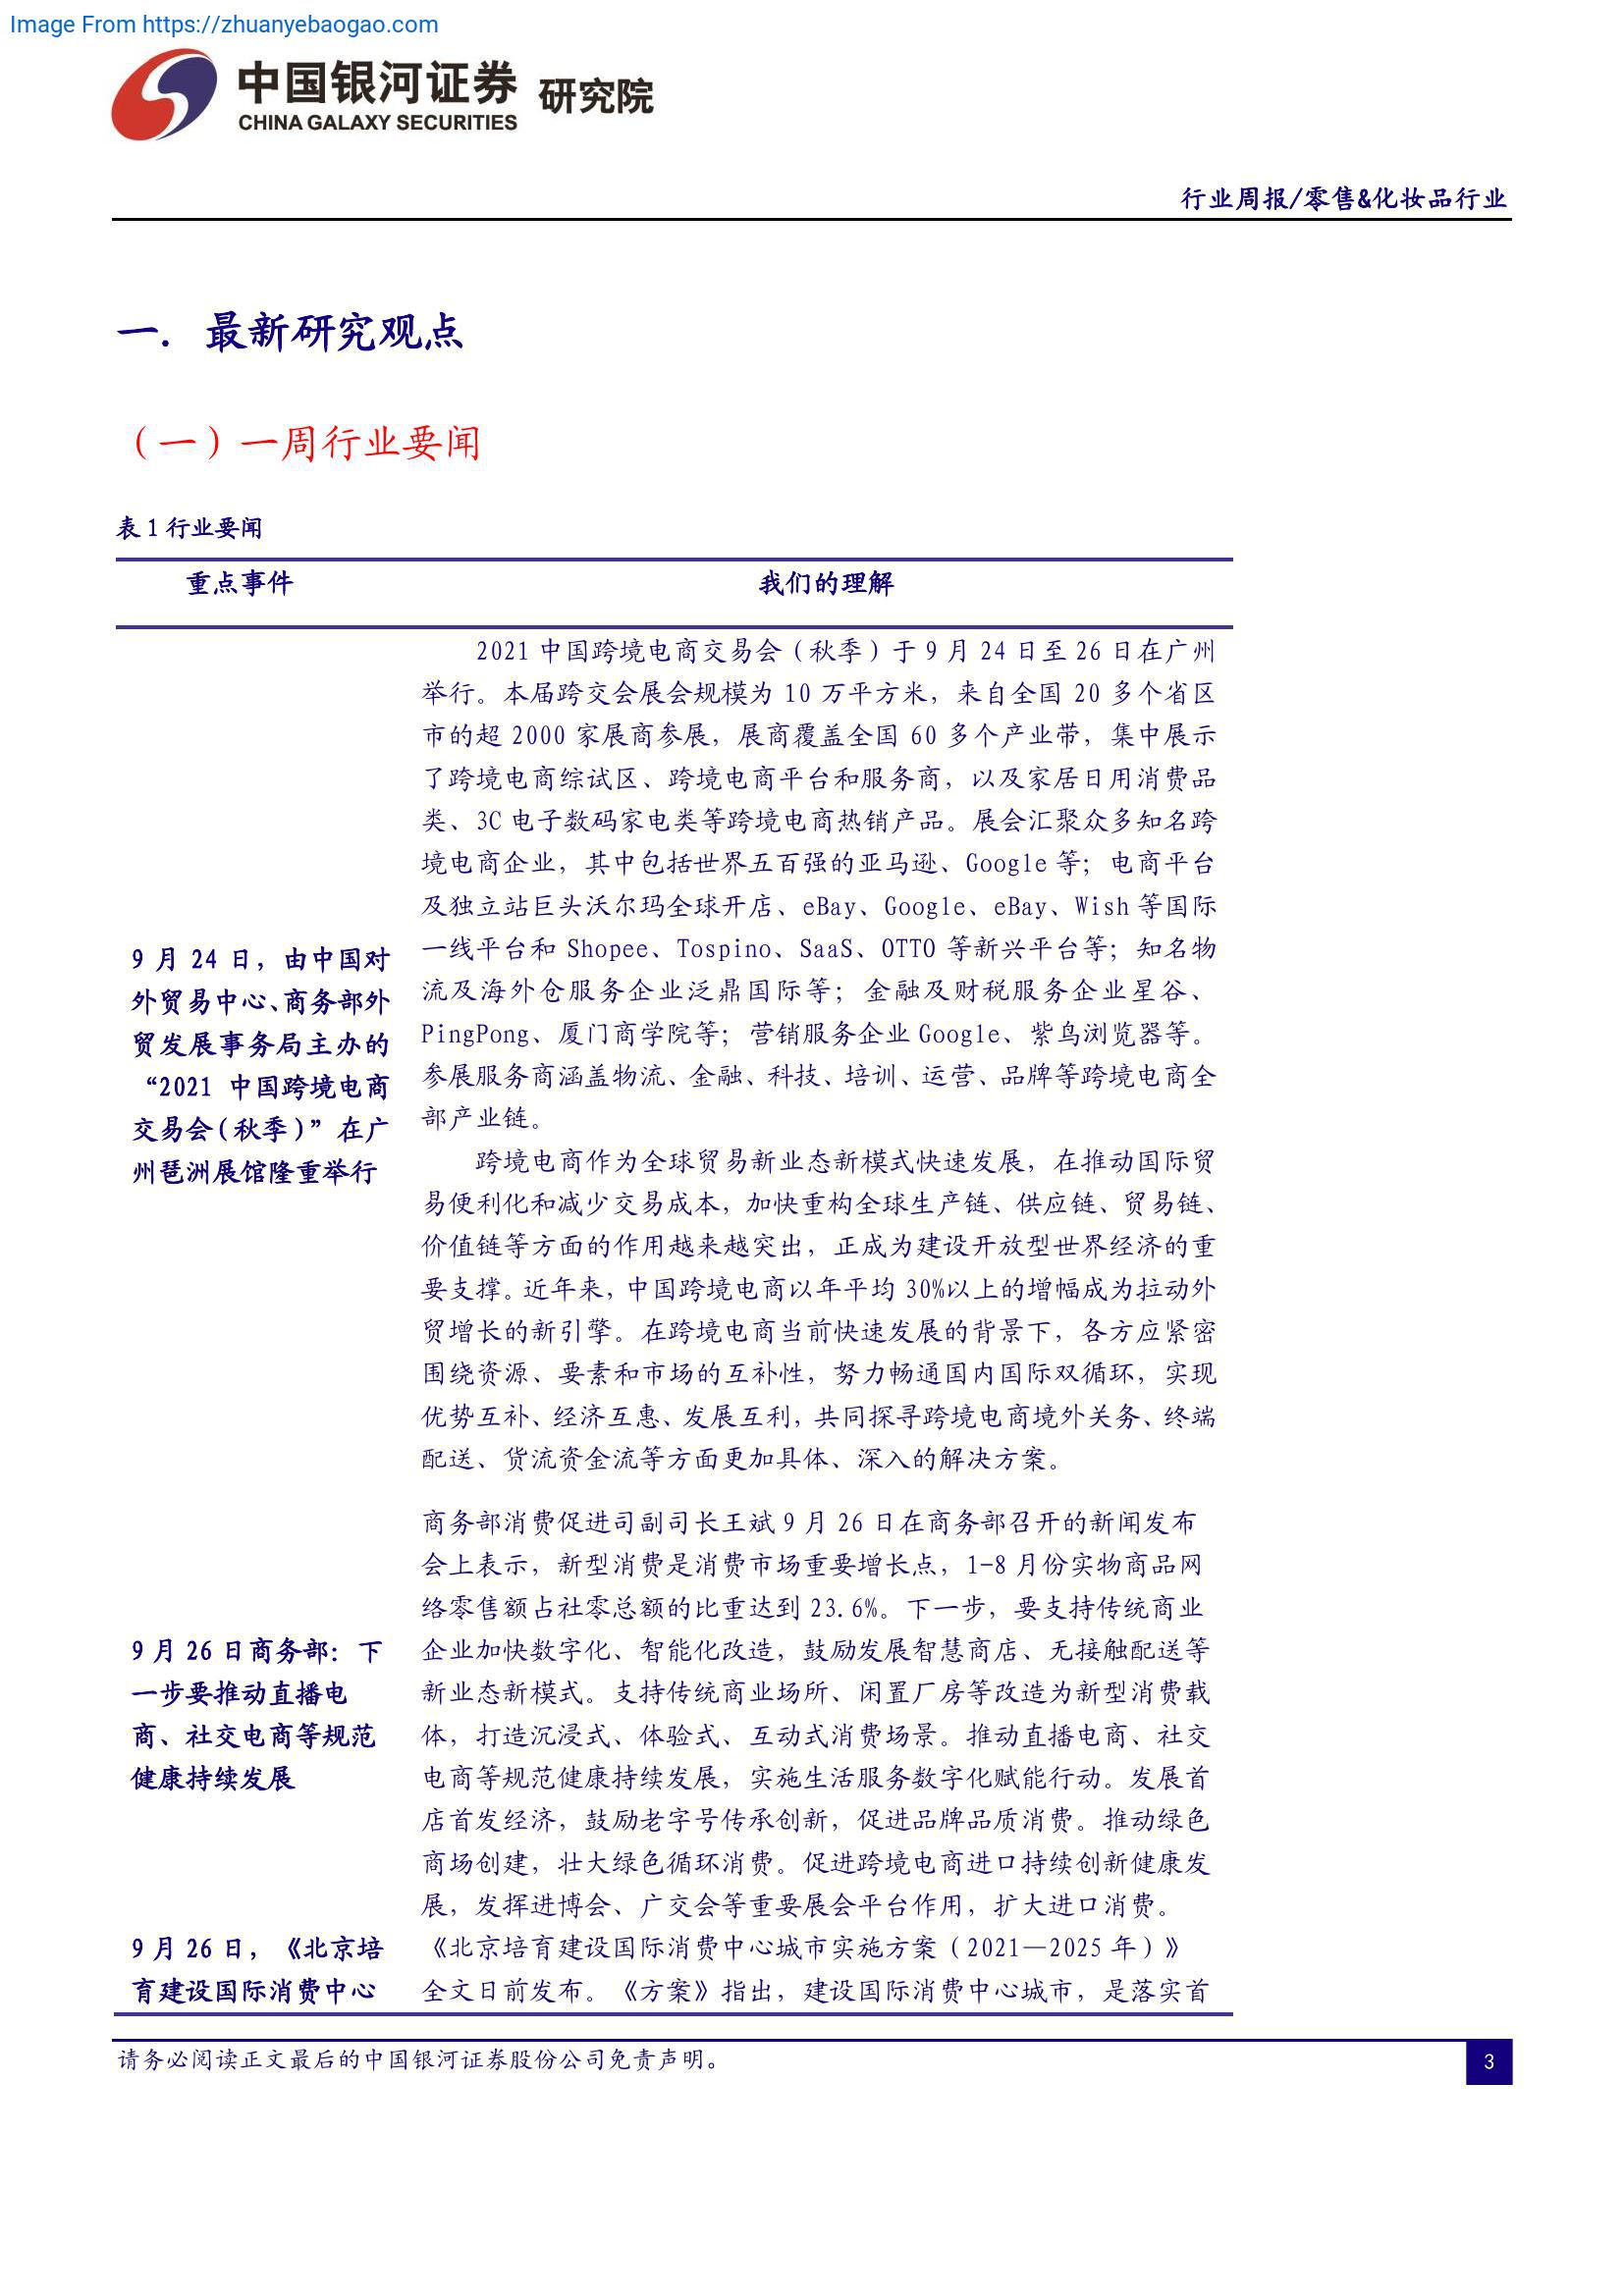 Image From https://zhuanyebaogao.com
中国银河证券 研究院
CHINA GALAXY SECURITIES
行业周报/零售&化妆品行业
一. 最新研究观点
（一）一周行业要闻
表 1 行业要闻
重点事件
我们的理解
9 月 24 日，由中国对
外贸易中心、商务部外
贸发展事务局主办的
“2021 中国跨境电商
交易会（秋季）”在广
州琶洲展馆隆重举行
2021 中国跨境电商交易会（秋季）于 9 月 24 日至 26 日在广州
举行。本届跨交会展会规模为 10 万平方米，来自全国 20 多个省区
市的超 2000 家展商参展，展商覆盖全国 60 多个产业带，集中展示
了跨境电商综试区、跨境电商平台和服务商，以及家居日用消费品
类、3C 电子数码家电类等跨境电商热销产品。展会汇聚众多知名跨
境电商企业，其中包括世界五百强的亚马逊、Google 等；电商平台
及独立站巨头沃尔玛全球开店、eBay、Google、eBay、Wish 等国际
一线平台和 Shopee、Tospino、SaaS、OTTO 等新兴平台等；知名物
流及海外仓服务企业泛鼎国际等；金融及财税服务企业星谷、
PingPong、厦门商学院等；营销服务企业 Google、紫鸟浏览器等。
参展服务商涵盖物流、金融、科技、培训、运营、品牌等跨境电商全
部产业链。
跨境电商作为全球贸易新业态新模式快速发展，在推动国际贸
易便利化和减少交易成本，加快重构全球生产链、供应链、贸易链、
价值链等方面的作用越来越突出，正成为建设开放型世界经济的重
要支撑。近年来，中国跨境电商以年平均 30%以上的增幅成为拉动外
贸增长的新引擎。在跨境电商当前快速发展的背景下，各方应紧密
围绕资源、要素和市场的互补性，努力畅通国内国际双循环，实现
优势互补、经济互惠、发展互利，共同探寻跨境电商境外关务、终端
配送、货流资金流等方面更加具体、深入的解决方案。
9 月 26 日商务部：下
一步要推动直播电
商、社交电商等规范
健康持续发展
商务部消费促进司副司长王斌 9 月 26 日在商务部召开的新闻发布
会上表示，新型消费是消费市场重要增长点，1-8 月份实物商品网
络零售额占社零总额的比重达到 23.6%。下一步，要支持传统商业
企业加快数字化、智能化改造，鼓励发展智慧商店、无接触配送等
新业态新模式。支持传统商业场所、闲置厂房等改造为新型消费载
体，打造沉浸式、体验式、互动式消费场景。推动直播电商、社交
电商等规范健康持续发展，实施生活服务数字化赋能行动。发展首
店首发经济，鼓励老字号传承创新，促进品牌品质消费。推动绿色
商场创建，壮大绿色循环消费。促进跨境电商进口持续创新健康发
展，发挥进博会、广交会等重要展会平台作用，扩大进口消费。
9 月 26 日，《北京培
育建设国际消费中心
《北京培育建设国际消费中心城市实施方案（2021—2025 年）》
全文日前发布。《方案》指出，建设国际消费中心城市，是落实首
请务必阅读正文最后的中国银河证券股份公司免责声明。
3